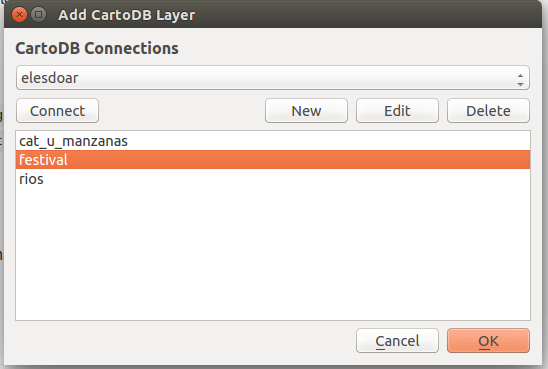 Add CartoDB Layer
CartoDB Connections
elesdoar
Connect New Edit Delete
cat_u_manzanas
festival
rios
Cancel OK